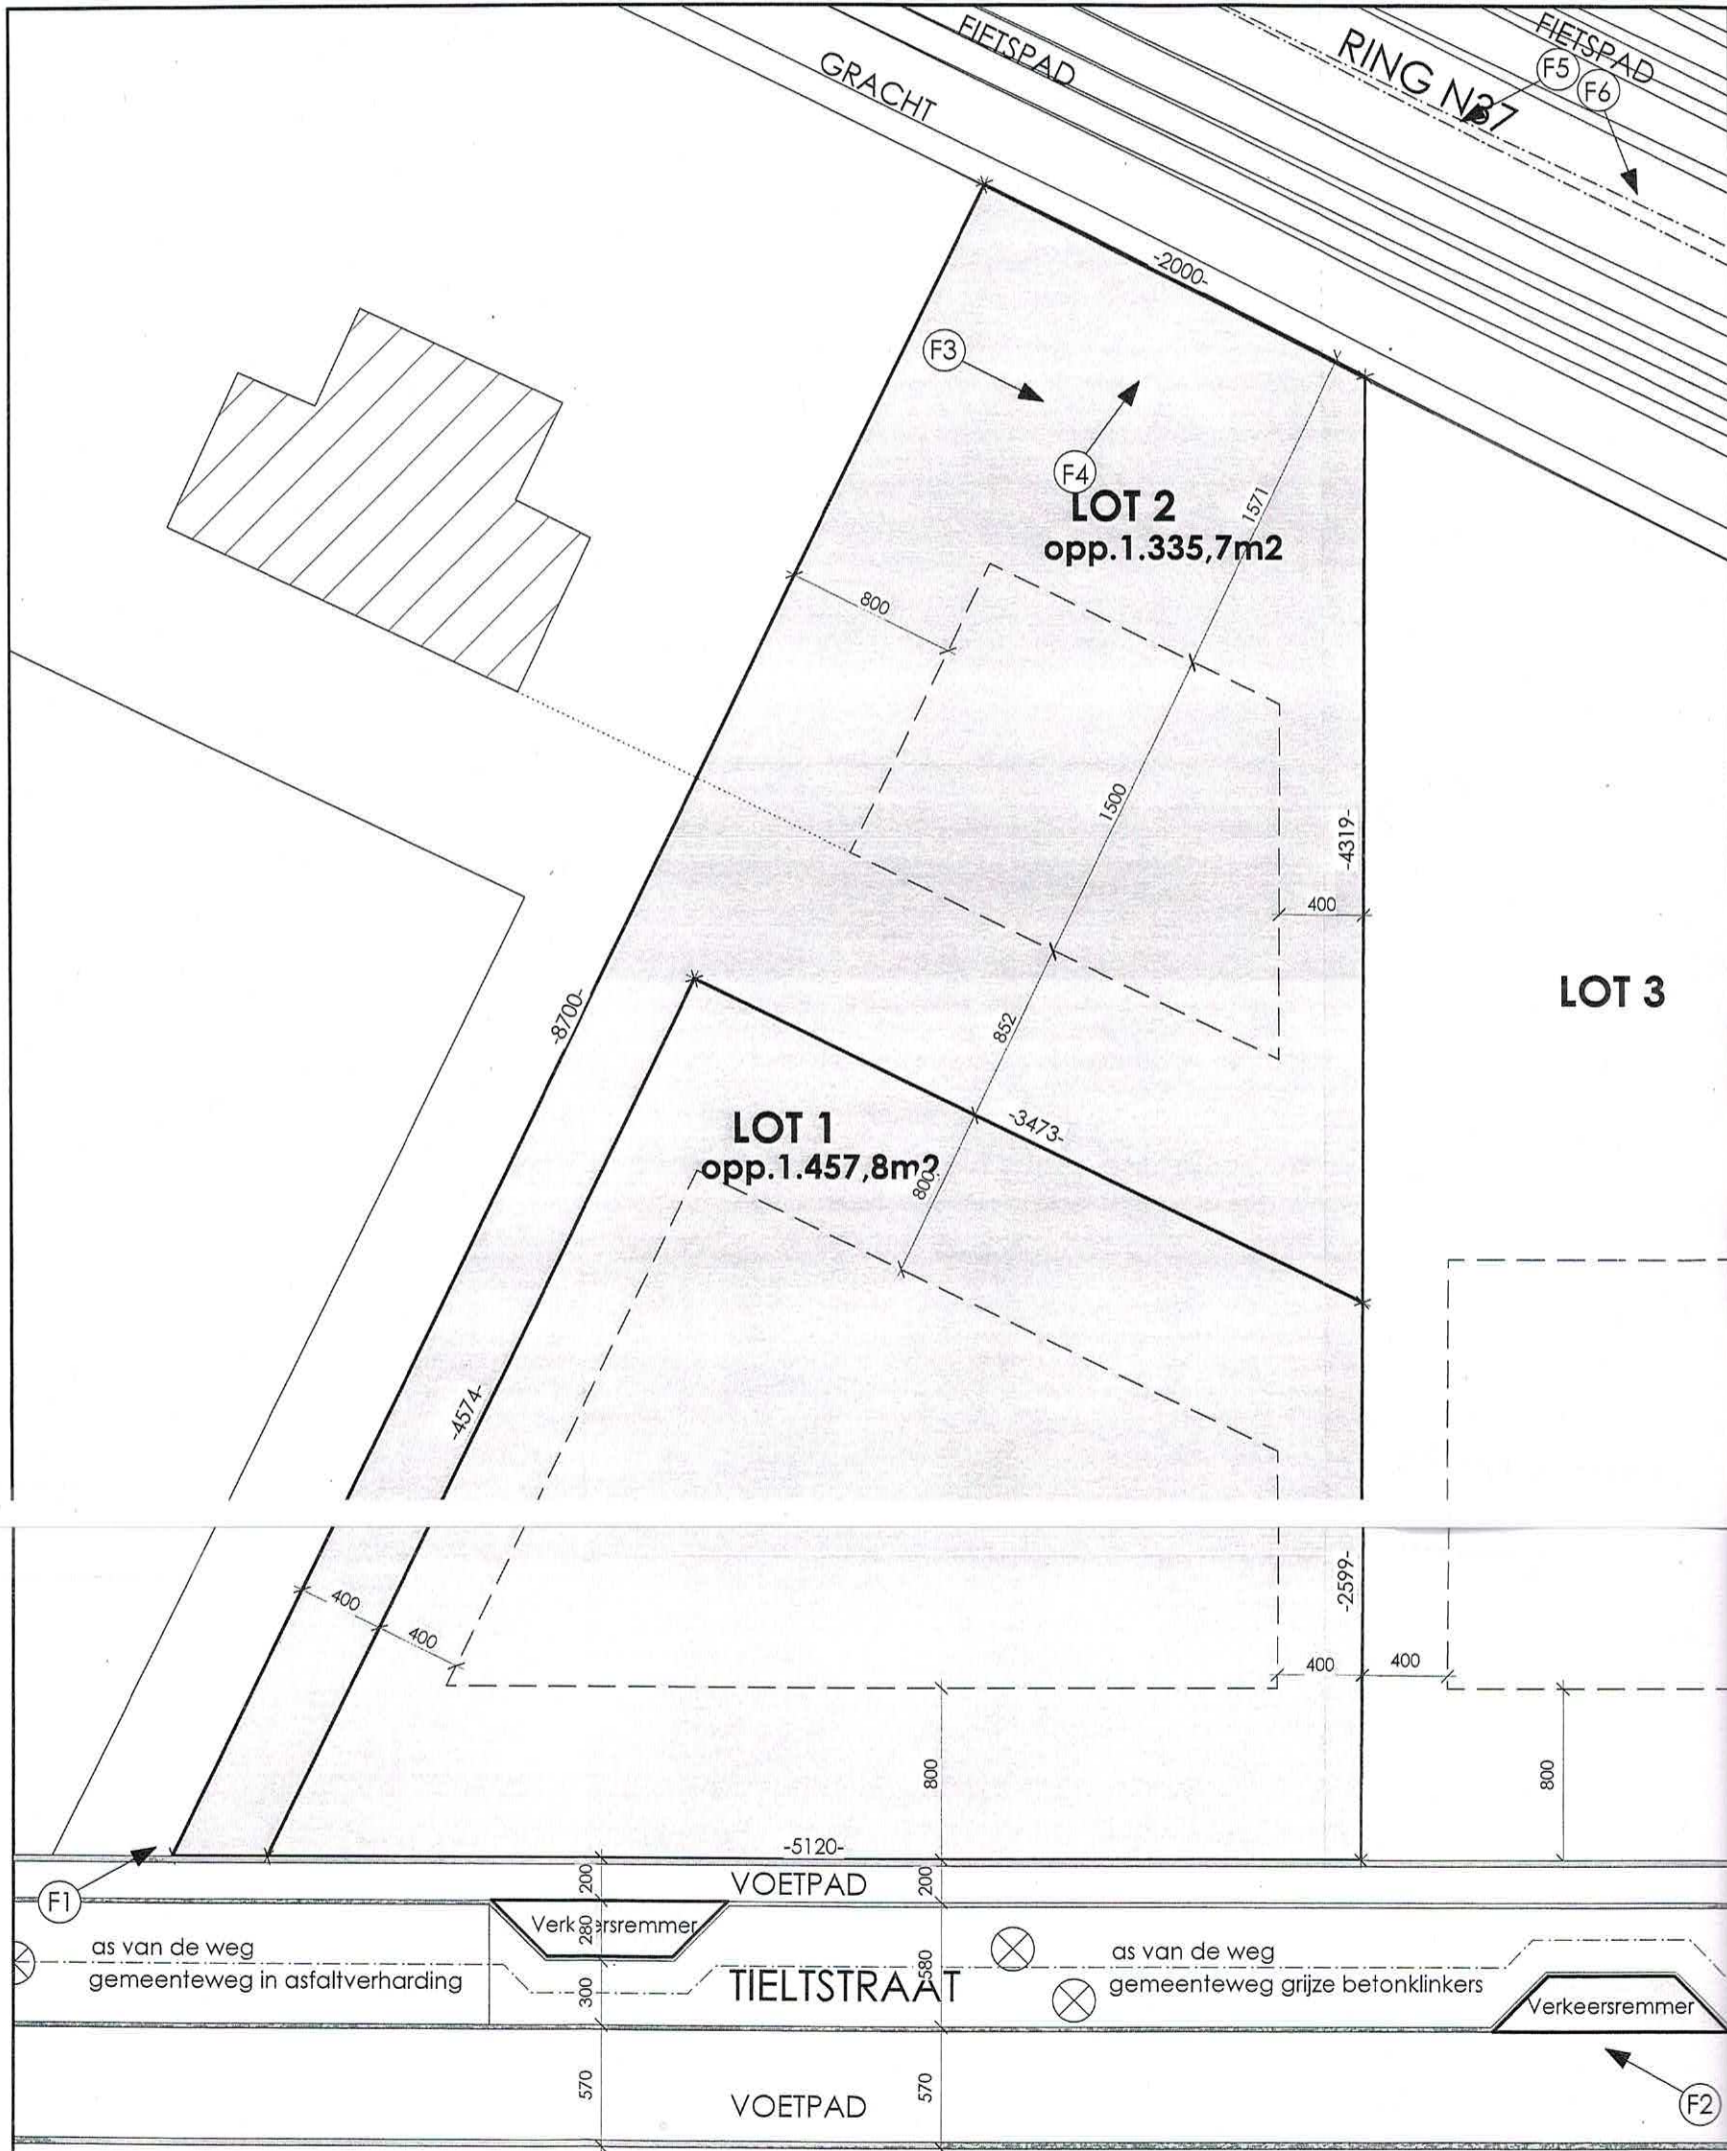 FIETSPAD
FIETSPAD
RING N37
GRACHT
F5
F6
-2000-
F3
F4
LOT 2
opp.1.335,7m2
1571
800
1500
-4319-
400
LOT 3
-8700-
852
-3473-
LOT 1
opp.1.457,8m2
800
-4574-
-2599-
400
400
400
400
800
800
-5120-
200
VOETPAD
200
F1
Verkeersremmer
280
as van de weg
gemeenteweg in asfaltverharding
300
TIELTSTRAAT
580
as van de weg
gemeenteweg grijze betonklinkers
Verkeersremmer
570
VOETPAD
570
F2